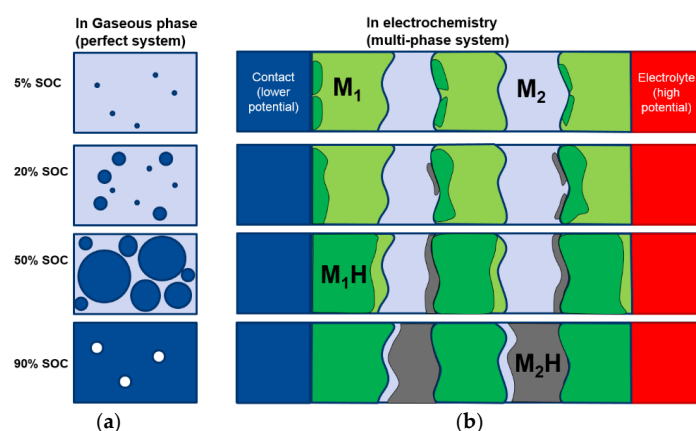 In Gaseous phase
(perfect system)
In electrochemistry
(multi-phase system)
5% SOC
Contact
(lower
potential)
M₁
M₂
Electrolyte
(high
potential)
20% SOC
50% SOC
M₁H
90% SOC
M₂H
(a)
(b)